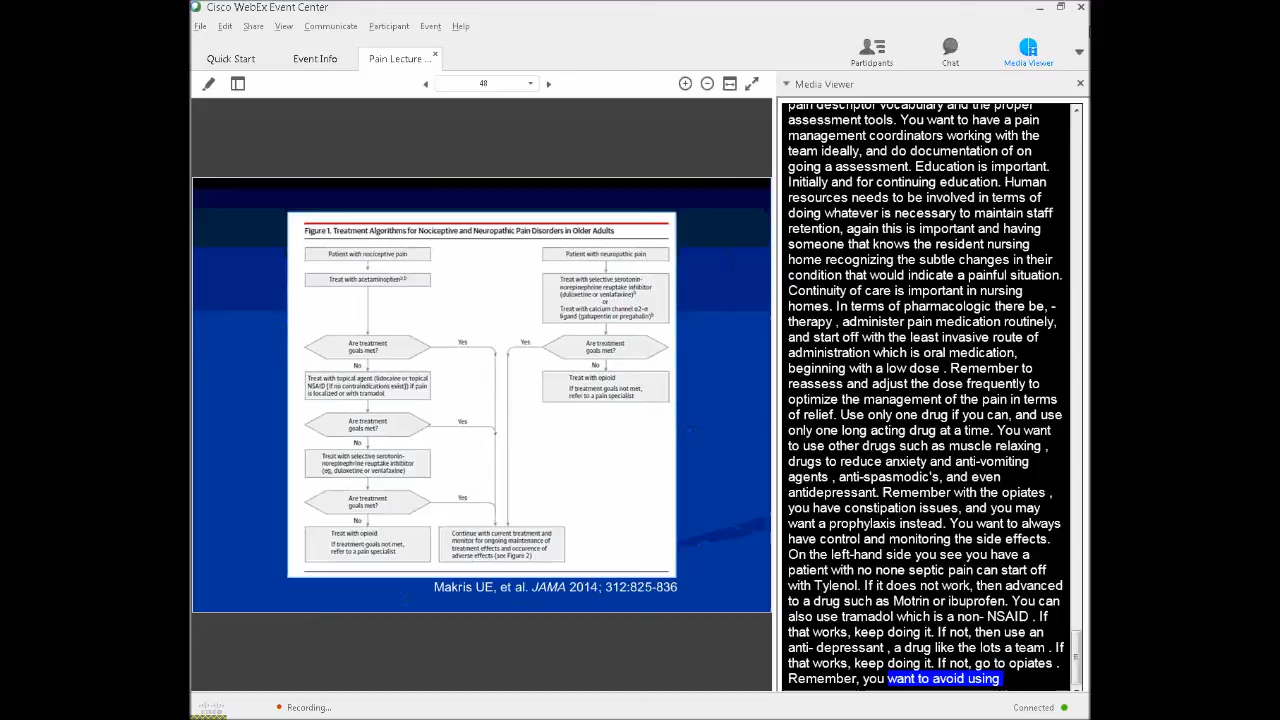 Cisco WebEx Event Center
File Edit Share View Communicate Participant Event Help
Quick Start
Event Info
Pain Lecture ...
Participants
Chat
Media Viewer
48
Figure 1. Treatment Algorithms for Nociceptive and Neuropathic Pain Disorders in Older Adults
Patient with nociceptive pain
Treat with acetaminophen
Are treatment
goals met?
Yes
No
Treat with topical agent (lidocaine or topical
NSAID [if no contraindications exist]) if pain
is localized or with tramadol
Are treatment
goals met?
Yes
No
Treat with selective serotonin-
norepinephrine reuptake inhibitor
(eg, duloxetine or venlafaxine)
Are treatment
goals met?
Yes
No
Treat with opioid
If treatment goals not met,
refer to a pain specialist
Patient with neuropathic pain
Treat with selective serotonin-
norepinephrine reuptake inhibitor
(duloxetine or venlafaxine)
or
Treat with calcium channel
ligand (gabapentin or pregabalin)
Are treatment
goals met?
Yes
No
Treat with opioid
If treatment goals not met,
refer to a pain specialist
Continue with current treatment and
monitor for ongoing maintenance of
treatment effects and occurence of
adverse effects (see Figure 2)
Makris UE, et al. JAMA 2014; 312:825-836
Media Viewer
pain descriptor vocabulary and the proper
assessment tools. You want to have a pain
management coordinators working with the
team ideally, and do documentation of on
going a assessment. Education is important.
Initially and for continuing education. Human
resources needs to be involved in terms of
doing whatever is necessary to maintain staff
retention, again this is important and having
someone that knows the resident nursing
home recognizing the subtle changes in their
condition that would indicate a painful situation.
Continuity of care is important in nursing
homes. In terms of pharmacologic there be, -
therapy , administer pain medication routinely,
and start off with the least invasive route of
administration which is oral medication,
beginning with a low dose . Remember to
reassess and adjust the dose frequently to
optimize the management of the pain in terms
of relief. Use only one drug if you can, and use
only one long acting drug at a time. You want
to use other drugs such as muscle relaxing ,
drugs to reduce anxiety and anti-vomiting
agents , anti-spasmodic's, and even
antidepressant. Remember with the opiates ,
you have constipation issues, and you may
want a prophylaxis instead. You want to always
have control and monitoring the side effects.
On the left-hand side you see you have a
patient with no none septic pain can start off
with Tylenol. If it does not work, then advanced
to a drug such as Motrin or ibuprofen. You can
also use tramadol which is a non- NSAID . If
that works, keep doing it. If not, then use an
anti- depressant , a drug like the lots a team . If
that works, keep doing it. If not, go to opiates .
Remember, you want to avoid using
Recording...
Connected